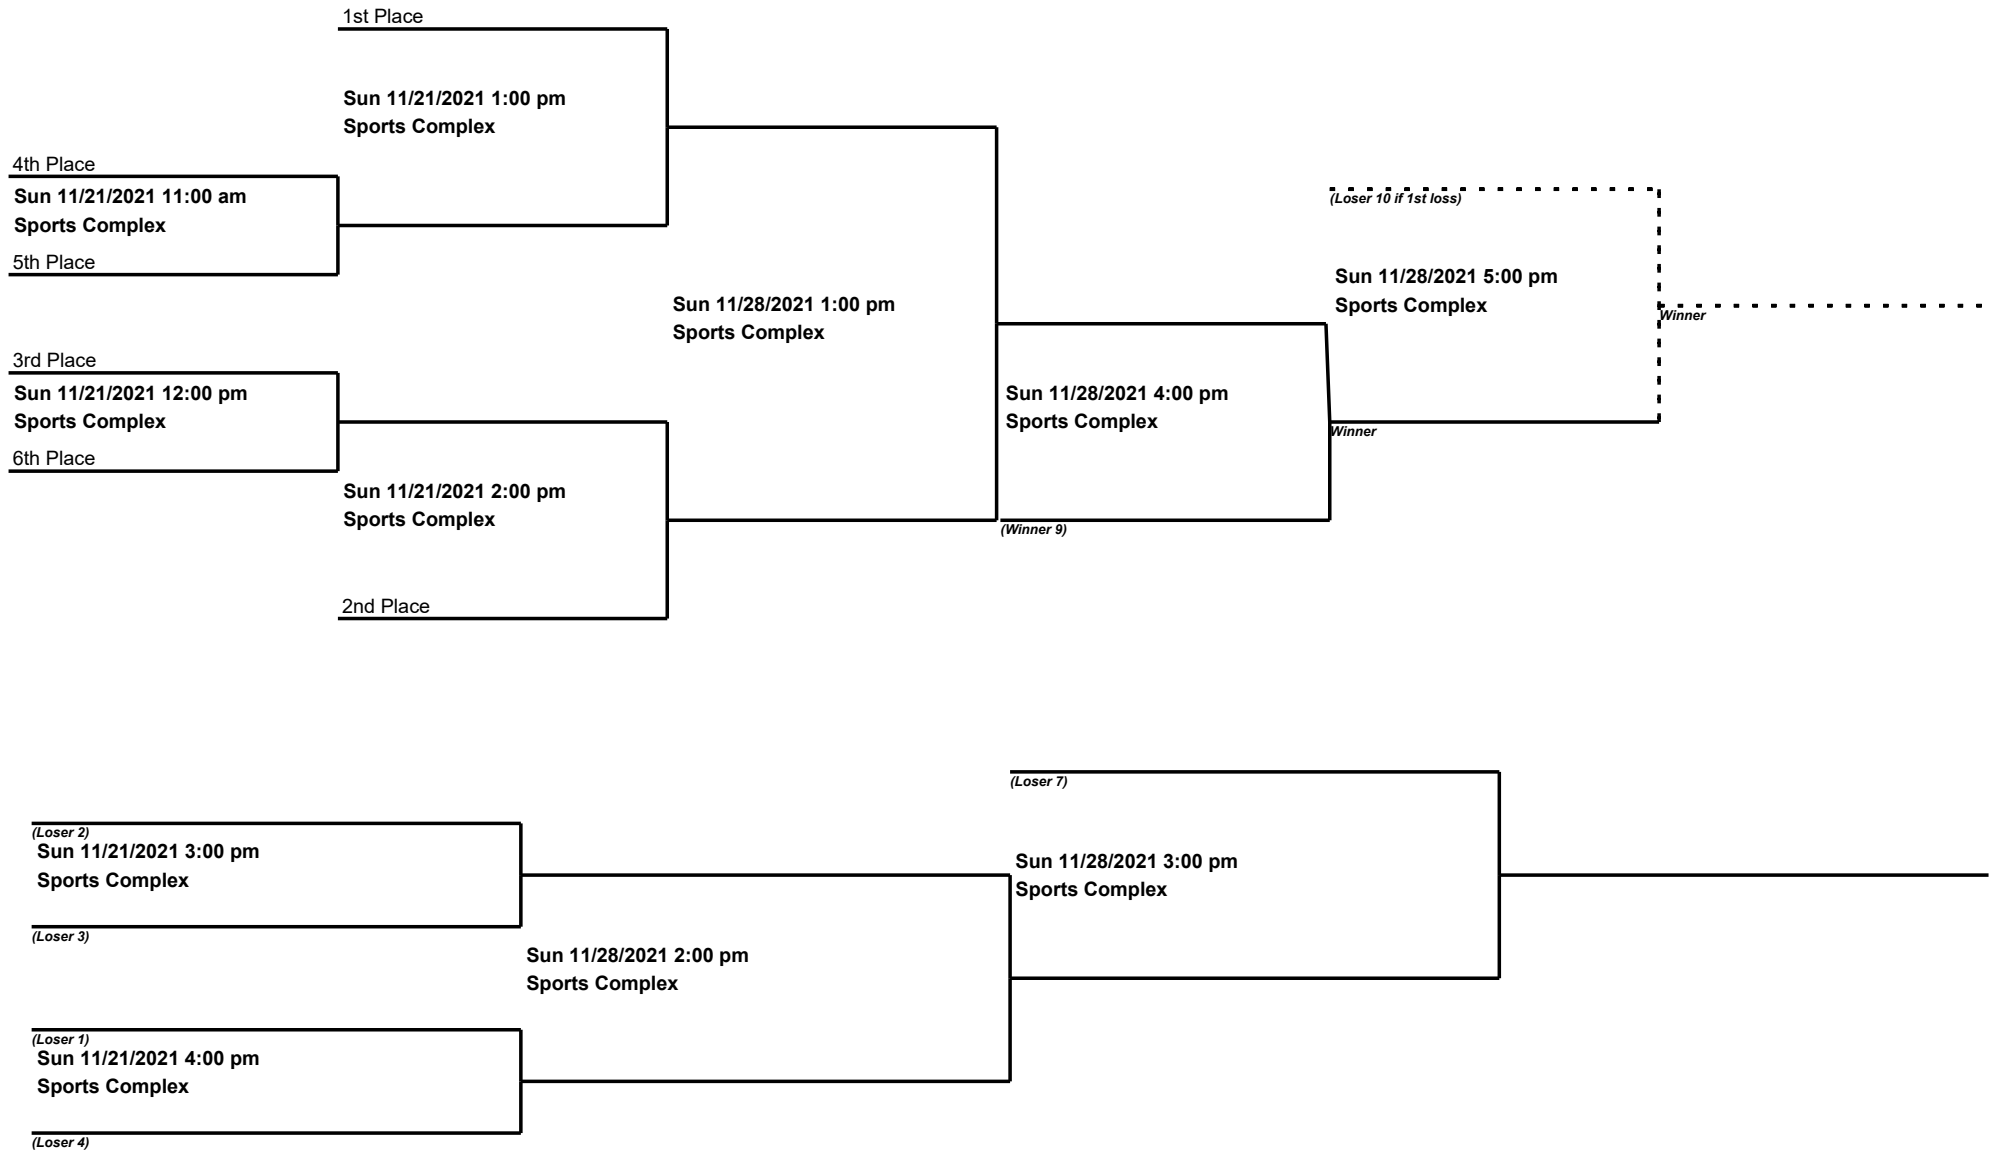 1st Place
Sun 11/21/2021 1:00 pm
Sports Complex
4th Place
Sun 11/21/2021 11:00 am
Sports Complex
5th Place
(Loser 10 if 1st loss)
Sun 11/28/2021 5:00 pm
Sports Complex
Winner
Sun 11/28/2021 1:00 pm
Sports Complex
3rd Place
Sun 11/21/2021 12:00 pm
Sports Complex
6th Place
Sun 11/28/2021 4:00 pm
Sports Complex
Winner
Sun 11/21/2021 2:00 pm
Sports Complex
(Winner 9)
2nd Place
(Loser 7)
(Loser 2)
Sun 11/21/2021 3:00 pm
Sports Complex
(Loser 3)
Sun 11/28/2021 3:00 pm
Sports Complex
Sun 11/28/2021 2:00 pm
Sports Complex
(Loser 1)
Sun 11/21/2021 4:00 pm
Sports Complex
(Loser 4)